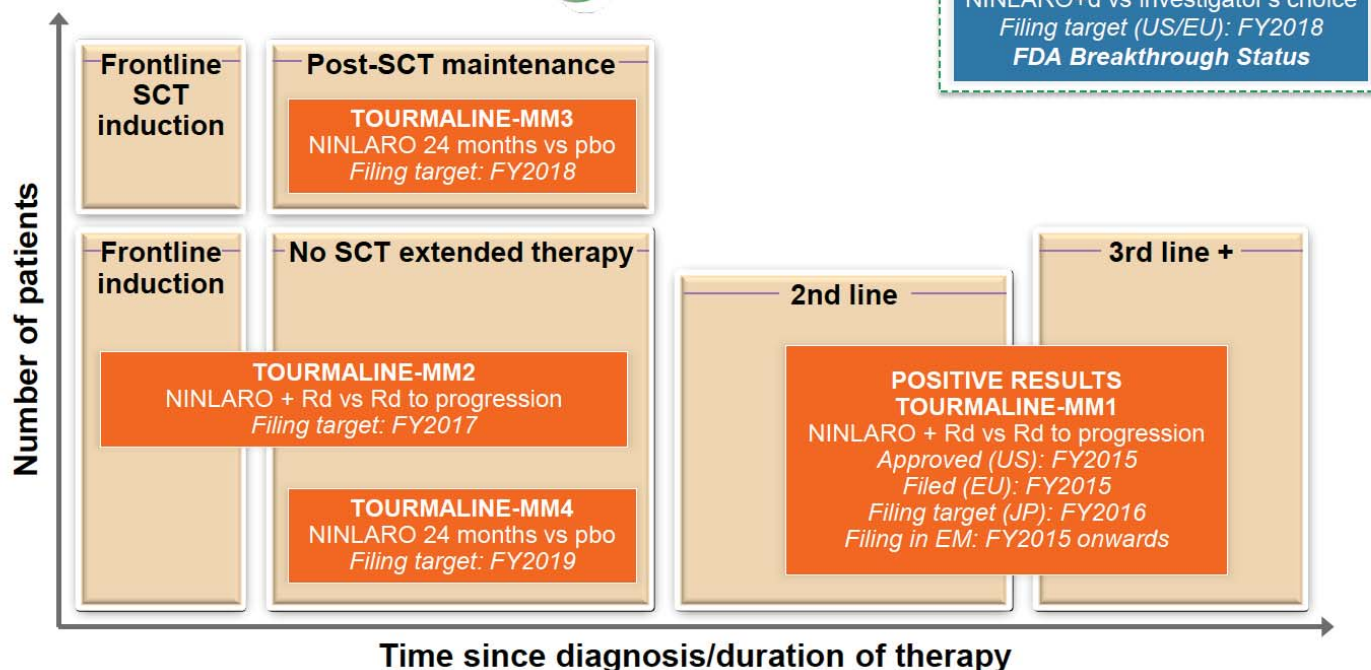 NINLARO+d vs investigator's choice
Filing target (US/EU): FY2018
FDA Breakthrough Status
Frontline
SCT
induction
Post-SCT maintenance
TOURMALINE-MM3
NINLARO 24 months vs pbo
Filing target: FY2018
Frontline
induction
No SCT extended therapy
2nd line
3rd line +
TOURMALINE-MM2
NINLARO + Rd vs Rd to progression
Filing target: FY2017
POSITIVE RESULTS
TOURMALINE-MM1
NINLARO + Rd vs Rd to progression
Approved (US): FY2015
Filed (EU): FY2015
Filing target (JP): FY2016
Filing in EM: FY2015 onwards
TOURMALINE-MM4
NINLARO 24 months vs pbo
Filing target: FY2019
Number of patients
Time since diagnosis/duration of therapy